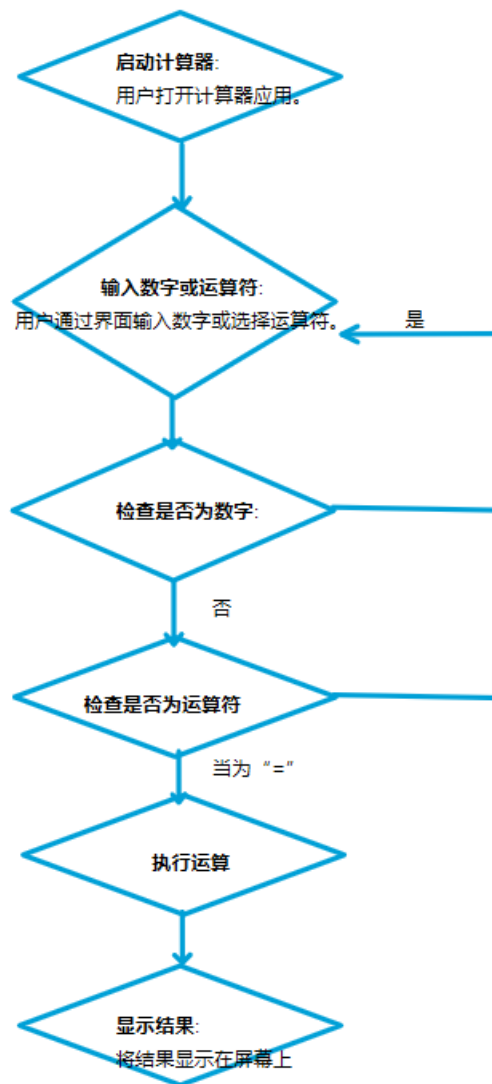 启动计算器:
用户打开计算器应用。
输入数字或运算符:
用户通过界面输入数字或选择运算符。
是
检查是否为数字:
否
检查是否为运算符
当为“=”
执行运算
显示结果:
将结果显示在屏幕上